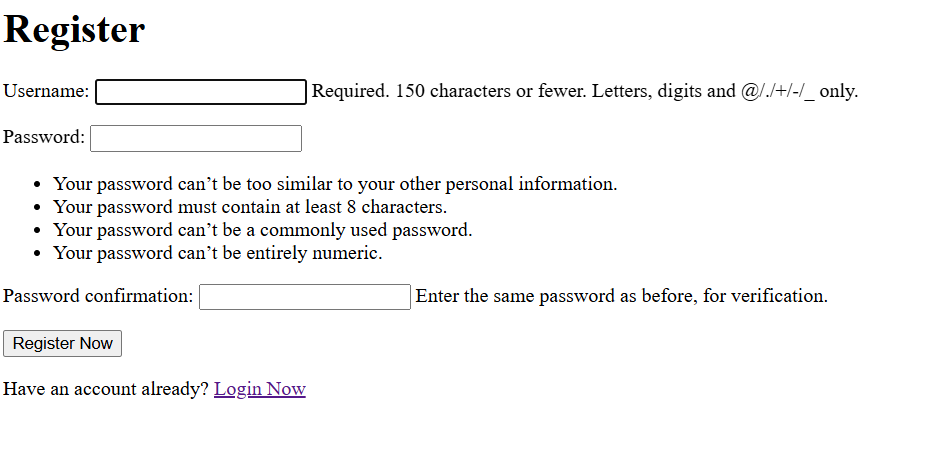 Register
Username: Required. 150 characters or fewer. Letters, digits and @/./+/-/_ only.
Password:
• Your password can’t be too similar to your other personal information.
• Your password must contain at least 8 characters.
• Your password can’t be a commonly used password.
• Your password can’t be entirely numeric.
Password confirmation: Enter the same password as before, for verification.
Register Now
Have an account already? Login Now